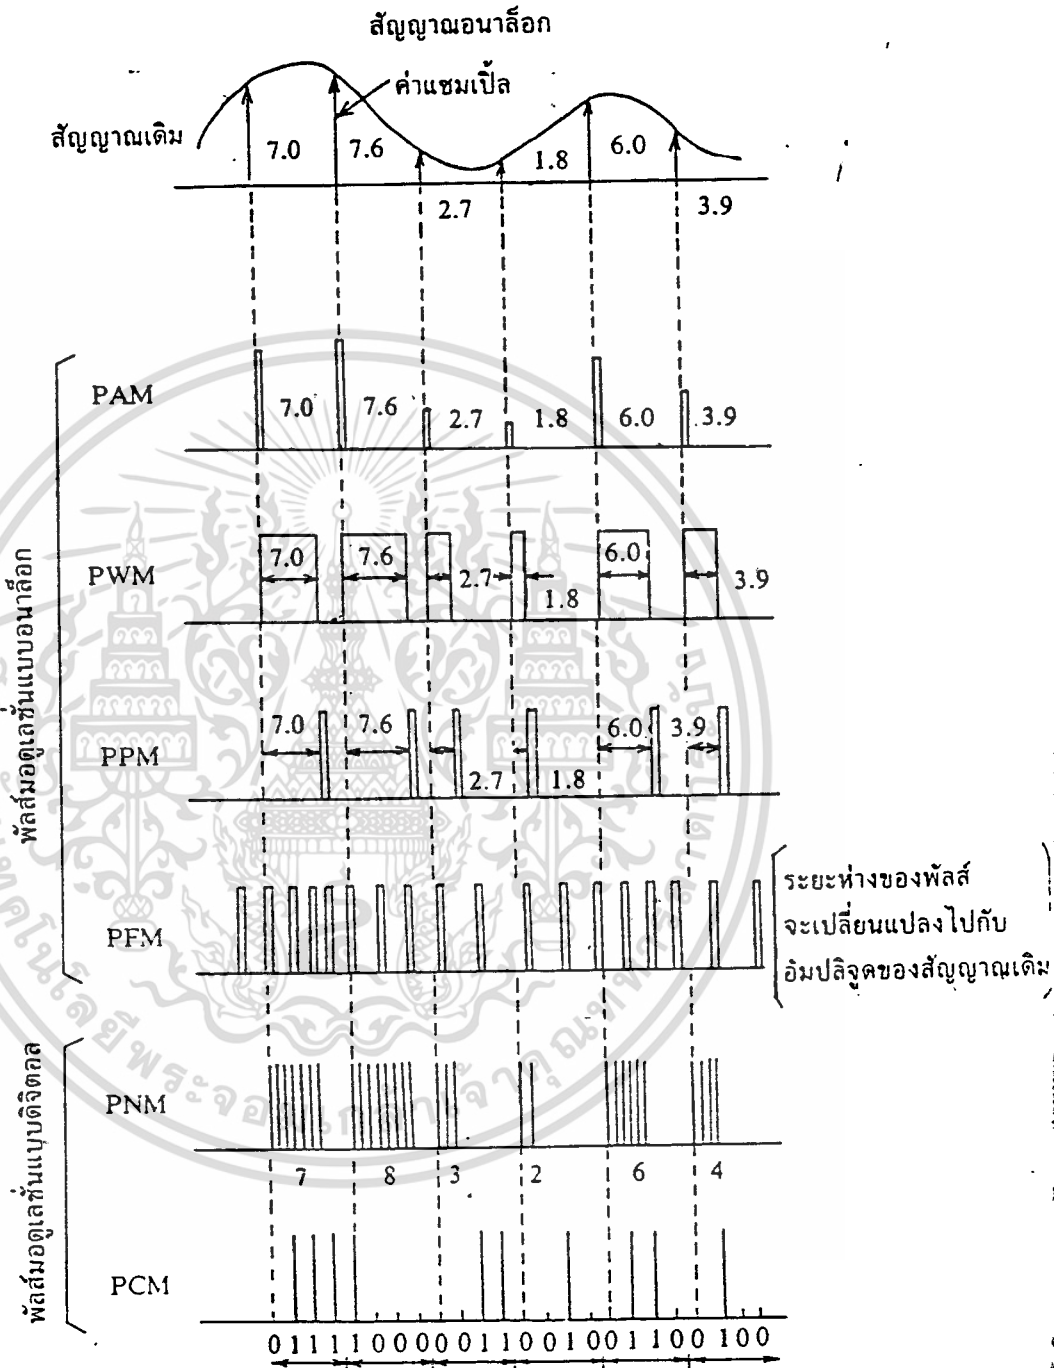 สัญญาณอนาล็อก
ค่าแซมเปิ้ล
สัญญาณเดิม
7.0 7.6 2.7 1.8 6.0 3.9
พัลส์มอดูเลชั่นแบบอนาล็อก
PAM
7.0 7.6 2.7 1.8 6.0 3.9
PWM
7.0 7.6 2.7 1.8 6.0 3.9
PPM
7.0 7.6 2.7 1.8 6.0 3.9
PFM
ระยะห่างของพัลส์
จะเปลี่ยนแปลงไปกับ
อัมปลิจูดของสัญญาณเดิม
พัลส์มอดูเลชั่นแบบดิจิตอล
PNM
7 8 3 2 6 4
PCM
0 1 1 1 1 0 0 0 0 0 1 1 0 0 1 0 0 1 1 0 0 1 0 0